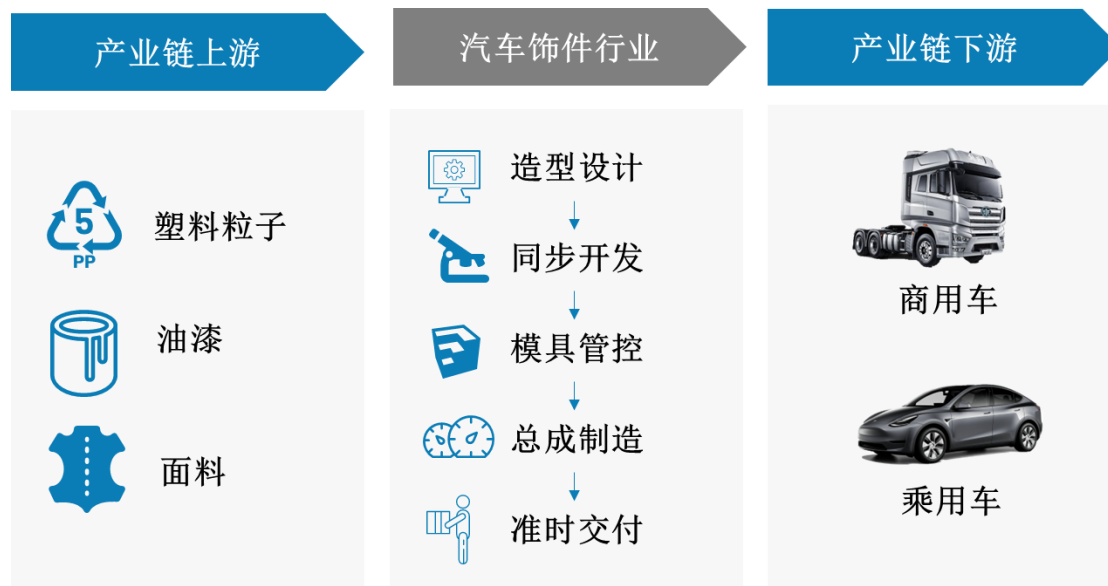 产业链上游
汽车饰件行业
产业链下游
5
PP
塑料粒子
油漆
面料
造型设计
同步开发
模具管控
总成制造
准时交付
商用车
乘用车